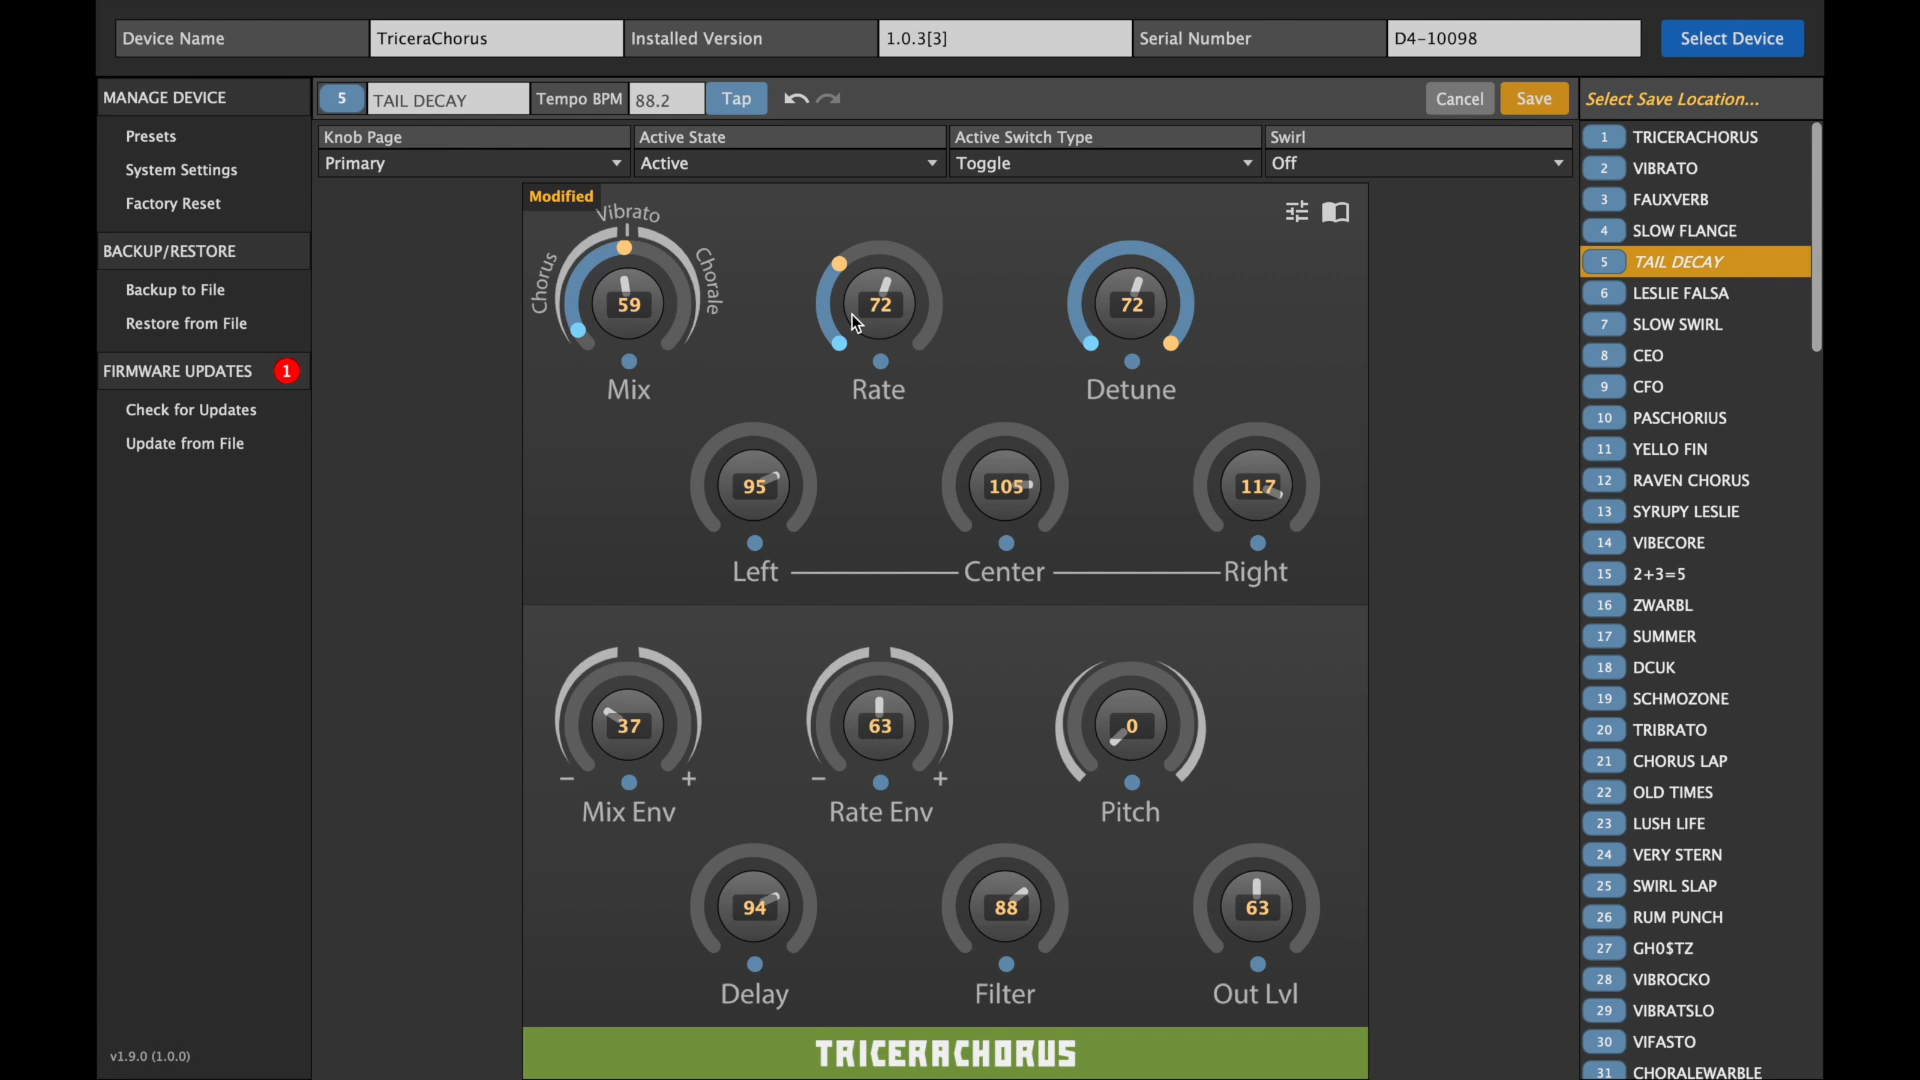 Device Name TriceraChorus Installed Version 1.0.3[3] Serial Number D4-10098 Select Device
MANAGE DEVICE
Presets
System Settings
Factory Reset
BACKUP/RESTORE
Backup to File
Restore from File
FIRMWARE UPDATES 1
Check for Updates
Update from File
v1.9.0 (1.0.0)
5 TAIL DECAY Tempo BPM 88.2 Tap Cancel Save
Knob Page Active State Active Switch Type Swirl
Primary Active Toggle Off
Modified
Vibrato
Chorus
Chorale
59 72 72
Mix Rate Detune
95 105 117
Left Center Right
37 63 0
− + − +
Mix Env Rate Env Pitch
94 88 63
Delay Filter Out Lvl
TRICERACHORUS
Select Save Location...
1 TRICERACHORUS
2 VIBRATO
3 FAUXVERB
4 SLOW FLANGE
5 TAIL DECAY
6 LESLIE FALSA
7 SLOW SWIRL
8 CEO
9 CFO
10 PASCHORIUS
11 YELLO FIN
12 RAVEN CHORUS
13 SYRUPY LESLIE
14 VIBECORE
15 2+3=5
16 ZWARBL
17 SUMMER
18 DCUK
19 SCHMOZONE
20 TRIBRATO
21 CHORUS LAP
22 OLD TIMES
23 LUSH LIFE
24 VERY STERN
25 SWIRL SLAP
26 RUM PUNCH
27 GH0$TZ
28 VIBROCKO
29 VIBRATSLO
30 VIFASTO
31 CHORALEWARBLE